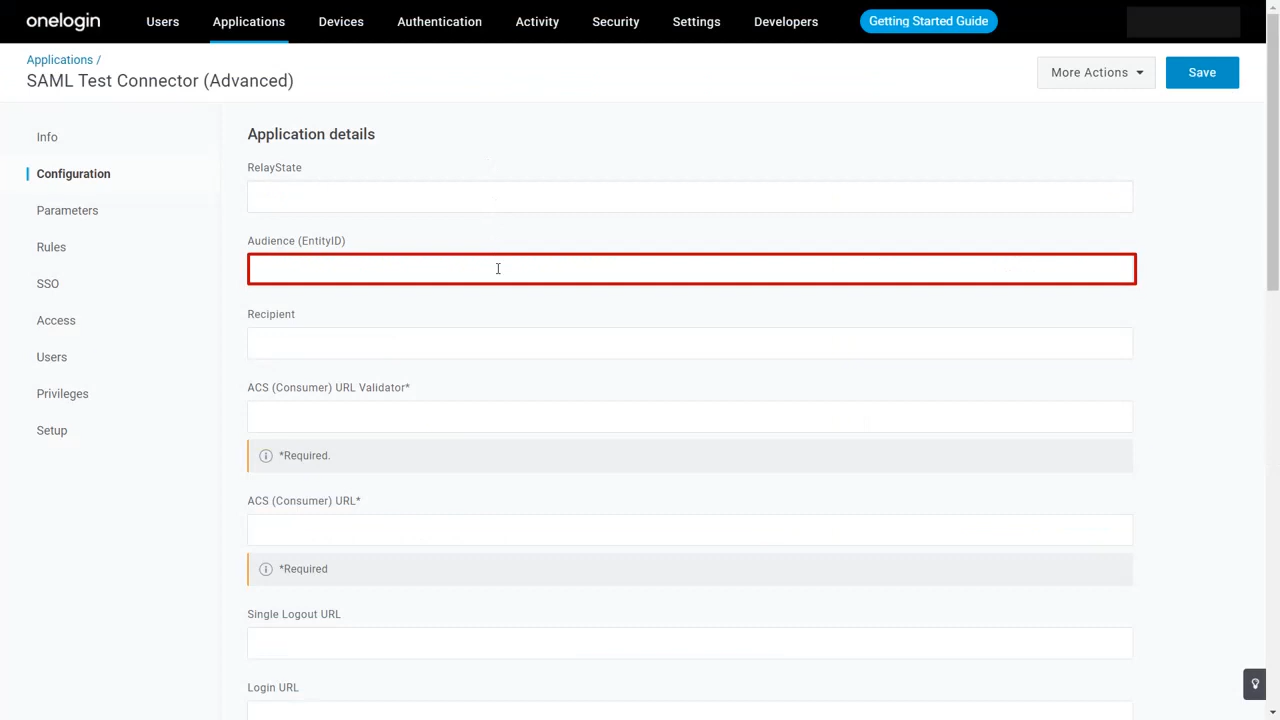 onelogin
Users
Applications
Devices
Authentication
Activity
Security
Settings
Developers
Getting Started Guide
Applications /
SAML Test Connector (Advanced)
More Actions
Save
Info
Configuration
Parameters
Rules
SSO
Access
Users
Privileges
Setup
Application details
RelayState
Audience (EntityID)
Recipient
ACS (Consumer) URL Validator*
*Required.
ACS (Consumer) URL*
*Required
Single Logout URL
Login URL